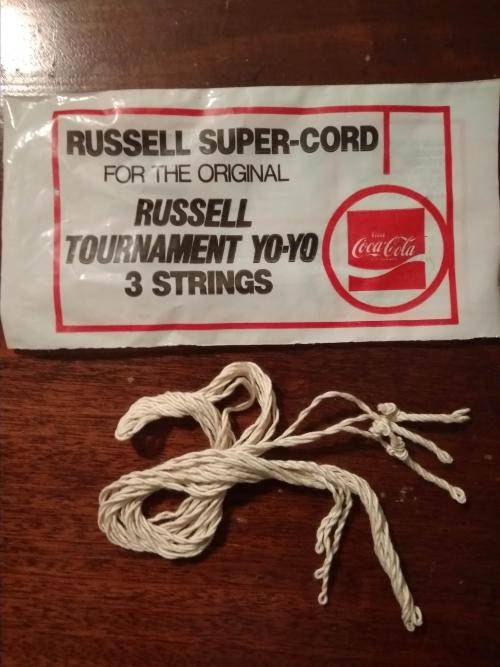 RUSSELL SUPER-CORD
FOR THE ORIGINAL
RUSSELL
TOURNAMENT YO-YO
3 STRINGS
Coca-Cola